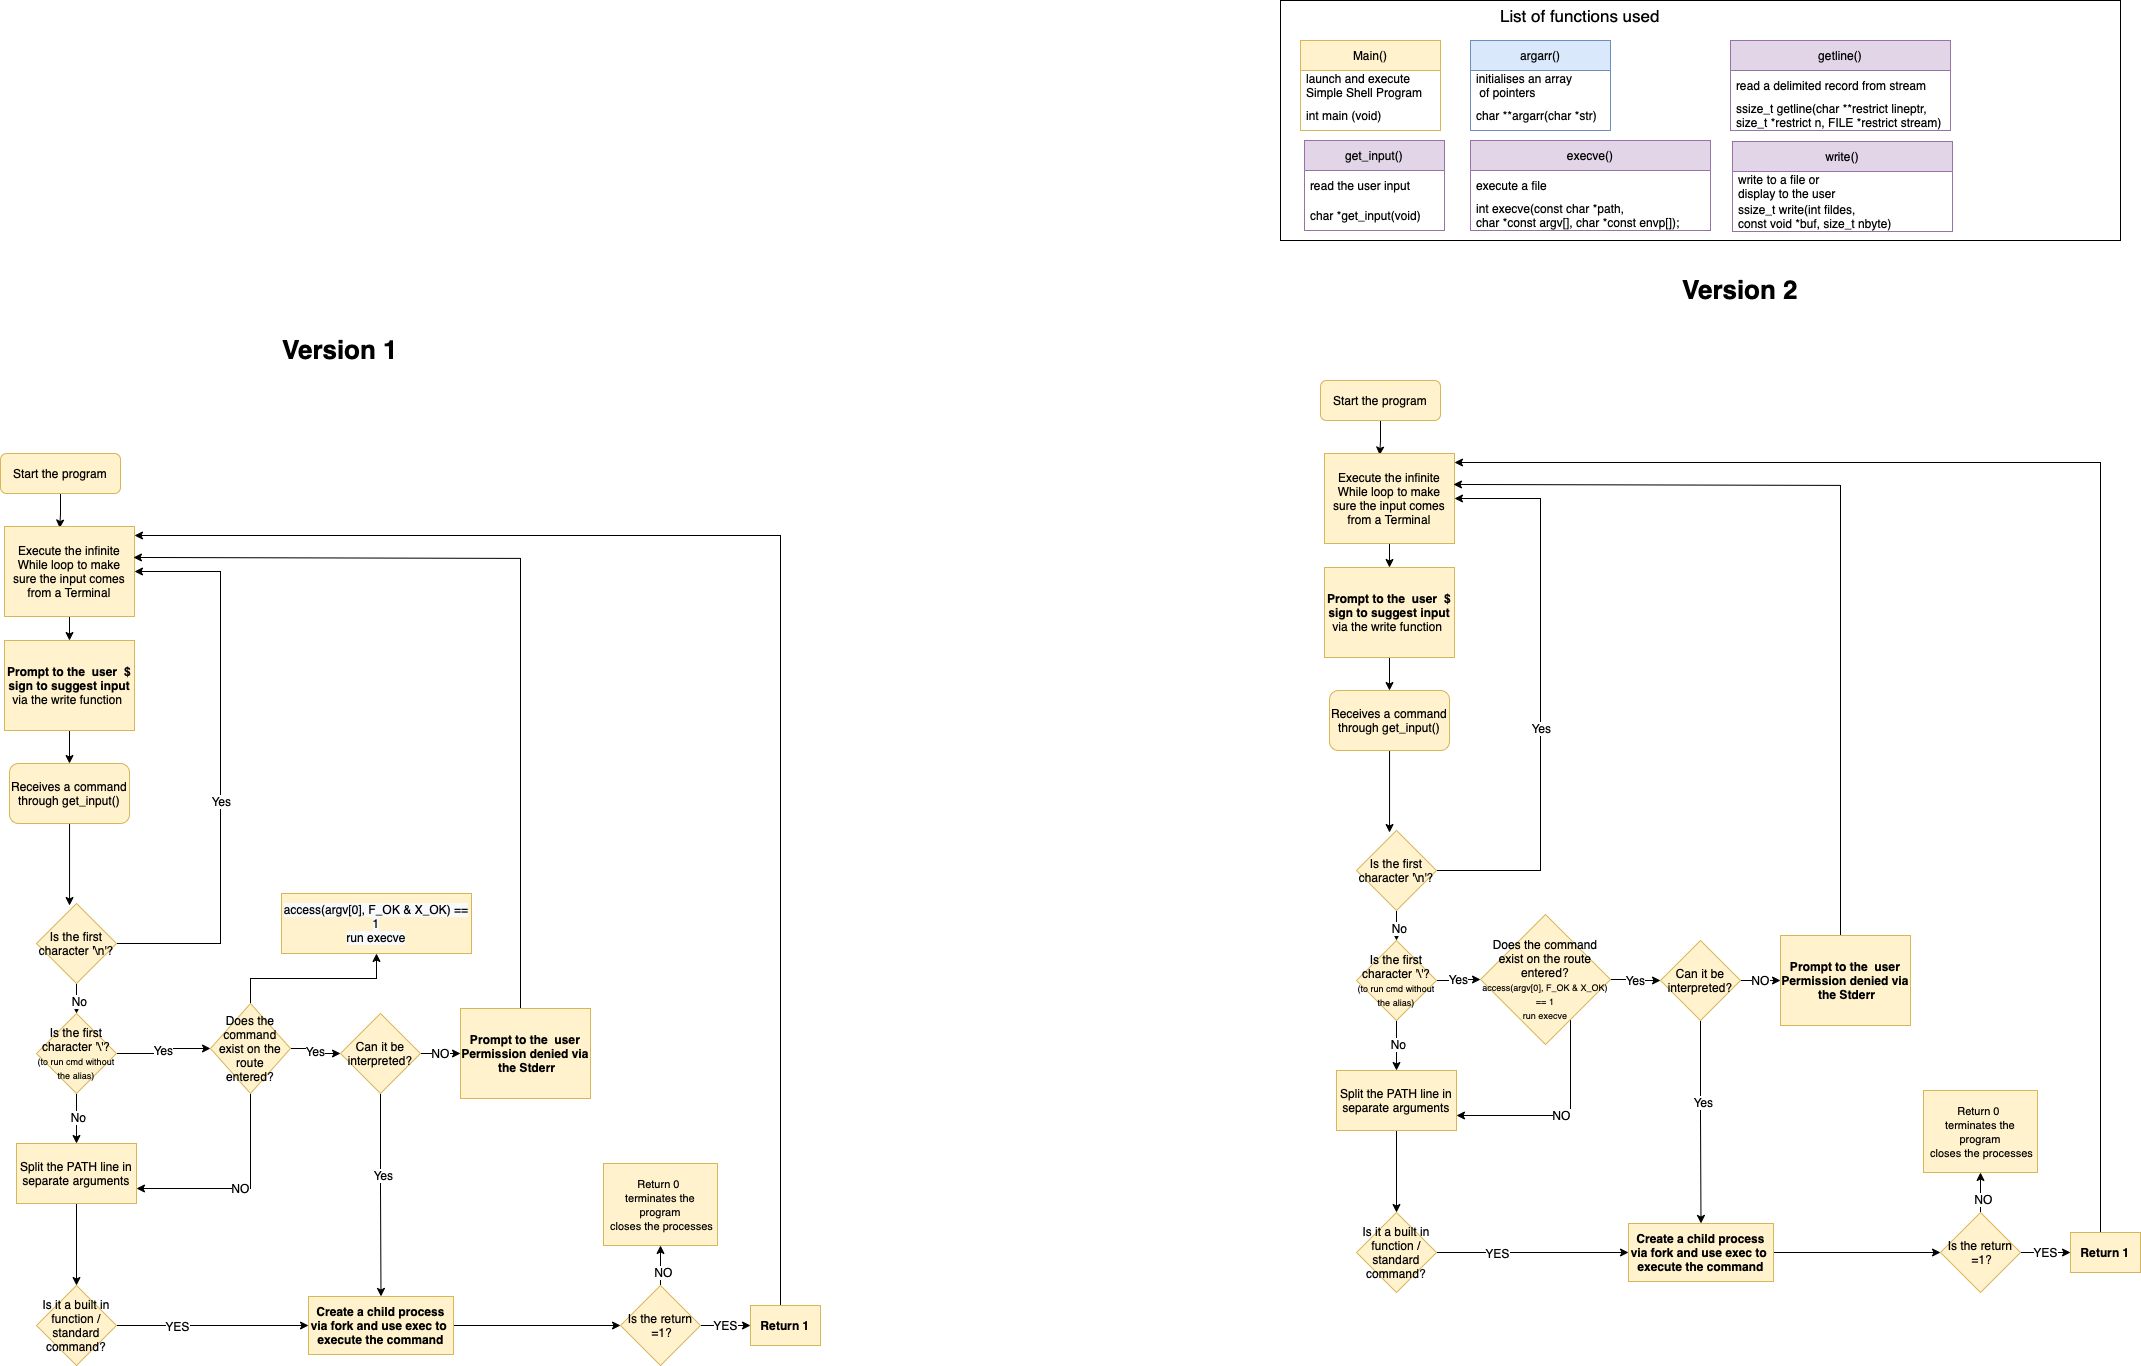 List of functions used
Main()
launch and execute
Simple Shell Program
int main (void)
argarr()
initialises an array
of pointers
char **argarr(char *str)
getline()
read a delimited record from stream
ssize_t getline(char **restrict lineptr,
size_t *restrict n, FILE *restrict stream)
get_input()
read the user input
char *get_input(void)
execve()
execute a file
int execve(const char *path,
char *const argv[], char *const envp[]);
write()
write to a file or
display to the user
ssize_t write(int fildes,
const void *buf, size_t nbyte)
Version 1
Start the program
Execute the infinite
While loop to make
sure the input comes
from a Terminal
Prompt to the user $
sign to suggest input
via the write function
Receives a command
through get_input()
Yes
Is the first
character '\n'?
No
Is the first
character '\'?
(to run cmd without
the alias)
Yes
access(argv[0], F_OK & X_OK) ==
1
run execve
Does the
command
exist on the
route
entered?
Yes
Can it be
interpreted?
NO
Prompt to the user
Permission denied via
the Stderr
No
Split the PATH line in
separate arguments
NO
Yes
Return 0
terminates the
program
closes the processes
NO
Is it a built in
function /
standard
command?
YES
Create a child process
via fork and use exec to
execute the command
Is the return
=1?
YES
Return 1
Version 2
Start the program
Execute the infinite
While loop to make
sure the input comes
from a Terminal
Prompt to the user $
sign to suggest input
via the write function
Receives a command
through get_input()
Yes
Is the first
character '\n'?
No
Is the first
character '\'?
(to run cmd without
the alias)
Yes
Does the command
exist on the route
entered?
access(argv[0], F_OK & X_OK)
== 1
run execve
Yes
Can it be
interpreted?
NO
Prompt to the user
Permission denied via
the Stderr
No
Split the PATH line in
separate arguments
NO
Yes
Return 0
terminates the
program
closes the processes
NO
Is it a built in
function /
standard
command?
YES
Create a child process
via fork and use exec to
execute the command
Is the return
=1?
YES
Return 1